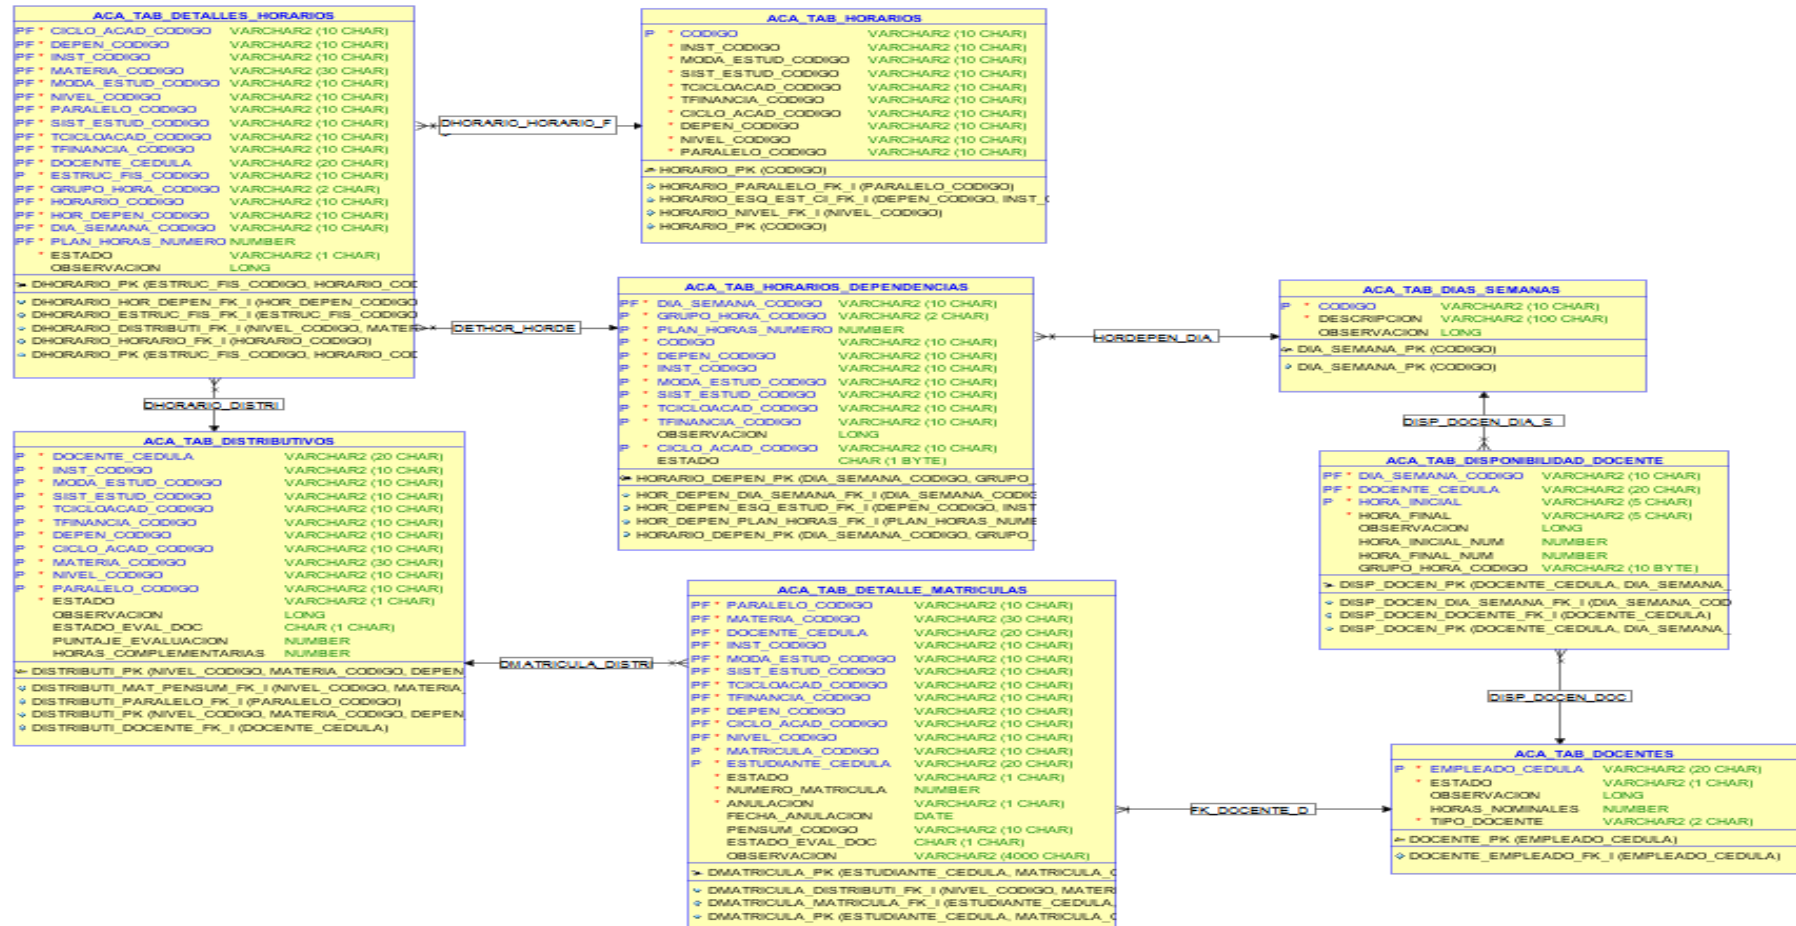 ACA_TAB_DETALLES_HORARIOS
PF * CICLO_ACAD_CODIGO VARCHAR2 (10 CHAR)
PF * DEPEN_CODIGO VARCHAR2 (10 CHAR)
PF * INST_CODIGO VARCHAR2 (10 CHAR)
PF * MATERIA_CODIGO VARCHAR2 (30 CHAR)
PF * MODA_ESTUD_CODIGO VARCHAR2 (10 CHAR)
PF * NIVEL_CODIGO VARCHAR2 (10 CHAR)
PF * PARALELO_CODIGO VARCHAR2 (10 CHAR)
PF * SIST_ESTUD_CODIGO VARCHAR2 (10 CHAR)
PF * TCICLOACAD_CODIGO VARCHAR2 (10 CHAR)
PF * TFINANCIA_CODIGO VARCHAR2 (10 CHAR)
PF * DOCENTE_CEDULA VARCHAR2 (20 CHAR)
P * ESTRUC_FIS_CODIGO VARCHAR2 (10 CHAR)
PF * GRUPO_HORA_CODIGO VARCHAR2 (2 CHAR)
PF * HORARIO_CODIGO VARCHAR2 (10 CHAR)
PF * HOR_DEPEN_CODIGO VARCHAR2 (10 CHAR)
PF * DIA_SEMANA_CODIGO VARCHAR2 (10 CHAR)
PF * PLAN_HORAS_NUMERO NUMBER
* ESTADO VARCHAR2 (1 CHAR)
OBSERVACION LONG
DHORARIO_PK (ESTRUC_FIS_CODIGO, HORARIO_COD
DHORARIO_HOR_DEPEN_FK_I (HOR_DEPEN_CODIGO
DHORARIO_ESTRUC_FIS_FK_I (ESTRUC_FIS_CODIGO
DHORARIO_DISTRIBUTI_FK_I (NIVEL_CODIGO, MATER
DHORARIO_HORARIO_FK_I (HORARIO_CODIGO)
DHORARIO_PK (ESTRUC_FIS_CODIGO, HORARIO_COD
DHORARIO_HORARIO_F
ACA_TAB_HORARIOS
P * CODIGO VARCHAR2 (10 CHAR)
* INST_CODIGO VARCHAR2 (10 CHAR)
* MODA_ESTUD_CODIGO VARCHAR2 (10 CHAR)
* SIST_ESTUD_CODIGO VARCHAR2 (10 CHAR)
* TCICLOACAD_CODIGO VARCHAR2 (10 CHAR)
* TFINANCIA_CODIGO VARCHAR2 (10 CHAR)
* CICLO_ACAD_CODIGO VARCHAR2 (10 CHAR)
* DEPEN_CODIGO VARCHAR2 (10 CHAR)
* NIVEL_CODIGO VARCHAR2 (10 CHAR)
* PARALELO_CODIGO VARCHAR2 (10 CHAR)
HORARIO_PK (CODIGO)
HORARIO_PARALELO_FK_I (PARALELO_CODIGO)
HORARIO_ESQ_EST_CI_FK_I (DEPEN_CODIGO, INST_C
HORARIO_NIVEL_FK_I (NIVEL_CODIGO)
HORARIO_PK (CODIGO)
DETHOR_HORDE
ACA_TAB_HORARIOS_DEPENDENCIAS
PF * DIA_SEMANA_CODIGO VARCHAR2 (10 CHAR)
P * GRUPO_HORA_CODIGO VARCHAR2 (2 CHAR)
P * PLAN_HORAS_NUMERO NUMBER
P * CODIGO VARCHAR2 (10 CHAR)
P * DEPEN_CODIGO VARCHAR2 (10 CHAR)
P * INST_CODIGO VARCHAR2 (10 CHAR)
P * MODA_ESTUD_CODIGO VARCHAR2 (10 CHAR)
P * SIST_ESTUD_CODIGO VARCHAR2 (10 CHAR)
P * TCICLOACAD_CODIGO VARCHAR2 (10 CHAR)
P * TFINANCIA_CODIGO VARCHAR2 (10 CHAR)
OBSERVACION LONG
P * CICLO_ACAD_CODIGO VARCHAR2 (10 CHAR)
ESTADO CHAR (1 BYTE)
HORARIO_DEPEN_PK (DIA_SEMANA_CODIGO, GRUPO_
HOR_DEPEN_DIA_SEMANA_FK_I (DIA_SEMANA_CODIG
HOR_DEPEN_ESQ_ESTUD_FK_I (DEPEN_CODIGO, INST
HOR_DEPEN_PLAN_HORAS_FK_I (PLAN_HORAS_NUME
HORARIO_DEPEN_PK (DIA_SEMANA_CODIGO, GRUPO_
HORDEPEN_DIA
ACA_TAB_DIAS_SEMANAS
P * CODIGO VARCHAR2 (10 CHAR)
* DESCRIPCION VARCHAR2 (100 CHAR)
OBSERVACION LONG
DIA_SEMANA_PK (CODIGO)
DIA_SEMANA_PK (CODIGO)
DHORARIO_DISTRI
DISP_DOCEN_DIA_S
ACA_TAB_DISTRIBUTIVOS
P * DOCENTE_CEDULA VARCHAR2 (20 CHAR)
P * INST_CODIGO VARCHAR2 (10 CHAR)
P * MODA_ESTUD_CODIGO VARCHAR2 (10 CHAR)
P * SIST_ESTUD_CODIGO VARCHAR2 (10 CHAR)
P * TCICLOACAD_CODIGO VARCHAR2 (10 CHAR)
P * TFINANCIA_CODIGO VARCHAR2 (10 CHAR)
P * DEPEN_CODIGO VARCHAR2 (10 CHAR)
P * CICLO_ACAD_CODIGO VARCHAR2 (10 CHAR)
P * MATERIA_CODIGO VARCHAR2 (30 CHAR)
P * NIVEL_CODIGO VARCHAR2 (10 CHAR)
P * PARALELO_CODIGO VARCHAR2 (10 CHAR)
* ESTADO VARCHAR2 (1 CHAR)
OBSERVACION LONG
ESTADO_EVAL_DOC CHAR (1 CHAR)
PUNTAJE_EVALUACION NUMBER
HORAS_COMPLEMENTARIAS NUMBER
DISTRIBUTI_PK (NIVEL_CODIGO, MATERIA_CODIGO, DEPEN
DISTRIBUTI_MAT_PENSUM_FK_I (NIVEL_CODIGO, MATERIA_
DISTRIBUTI_PARALELO_FK_I (PARALELO_CODIGO)
DISTRIBUTI_PK (NIVEL_CODIGO, MATERIA_CODIGO, DEPEN
DISTRIBUTI_DOCENTE_FK_I (DOCENTE_CEDULA)
DMATRICULA_DISTRI
ACA_TAB_DISPONIBILIDAD_DOCENTE
PF * DIA_SEMANA_CODIGO VARCHAR2 (10 CHAR)
PF * DOCENTE_CEDULA VARCHAR2 (20 CHAR)
P * HORA_INICIAL VARCHAR2 (5 CHAR)
* HORA_FINAL VARCHAR2 (5 CHAR)
OBSERVACION LONG
HORA_INICIAL_NUM NUMBER
HORA_FINAL_NUM NUMBER
GRUPO_HORA_CODIGO VARCHAR2 (10 BYTE)
DISP_DOCEN_PK (DOCENTE_CEDULA, DIA_SEMANA_
DISP_DOCEN_DIA_SEMANA_FK_I (DIA_SEMANA_COD
DISP_DOCEN_DOCENTE_FK_I (DOCENTE_CEDULA)
DISP_DOCEN_PK (DOCENTE_CEDULA, DIA_SEMANA_
DISP_DOCEN_DOC
ACA_TAB_DETALLE_MATRICULAS
PF * PARALELO_CODIGO VARCHAR2 (10 CHAR)
PF * MATERIA_CODIGO VARCHAR2 (30 CHAR)
PF * DOCENTE_CEDULA VARCHAR2 (20 CHAR)
PF * INST_CODIGO VARCHAR2 (10 CHAR)
PF * MODA_ESTUD_CODIGO VARCHAR2 (10 CHAR)
PF * SIST_ESTUD_CODIGO VARCHAR2 (10 CHAR)
PF * TCICLOACAD_CODIGO VARCHAR2 (10 CHAR)
PF * TFINANCIA_CODIGO VARCHAR2 (10 CHAR)
PF * DEPEN_CODIGO VARCHAR2 (10 CHAR)
PF * CICLO_ACAD_CODIGO VARCHAR2 (10 CHAR)
PF * NIVEL_CODIGO VARCHAR2 (10 CHAR)
P * MATRICULA_CODIGO VARCHAR2 (10 CHAR)
P * ESTUDIANTE_CEDULA VARCHAR2 (20 CHAR)
* ESTADO VARCHAR2 (1 CHAR)
* NUMERO_MATRICULA NUMBER
* ANULACION VARCHAR2 (1 CHAR)
FECHA_ANULACION DATE
PENSUM_CODIGO VARCHAR2 (10 CHAR)
ESTADO_EVAL_DOC CHAR (1 CHAR)
OBSERVACION VARCHAR2 (4000 CHAR)
DMATRICULA_PK (ESTUDIANTE_CEDULA, MATRICULA_C
DMATRICULA_DISTRIBUTI_FK_I (NIVEL_CODIGO, MATER
DMATRICULA_MATRICULA_FK_I (ESTUDIANTE_CEDULA,
DMATRICULA_PK (ESTUDIANTE_CEDULA, MATRICULA_C
FK_DOCENTE_D
ACA_TAB_DOCENTES
P * EMPLEADO_CEDULA VARCHAR2 (20 CHAR)
* ESTADO VARCHAR2 (1 CHAR)
OBSERVACION LONG
HORAS_NOMINALES NUMBER
* TIPO_DOCENTE VARCHAR2 (2 CHAR)
DOCENTE_PK (EMPLEADO_CEDULA)
DOCENTE_EMPLEADO_FK_I (EMPLEADO_CEDULA)